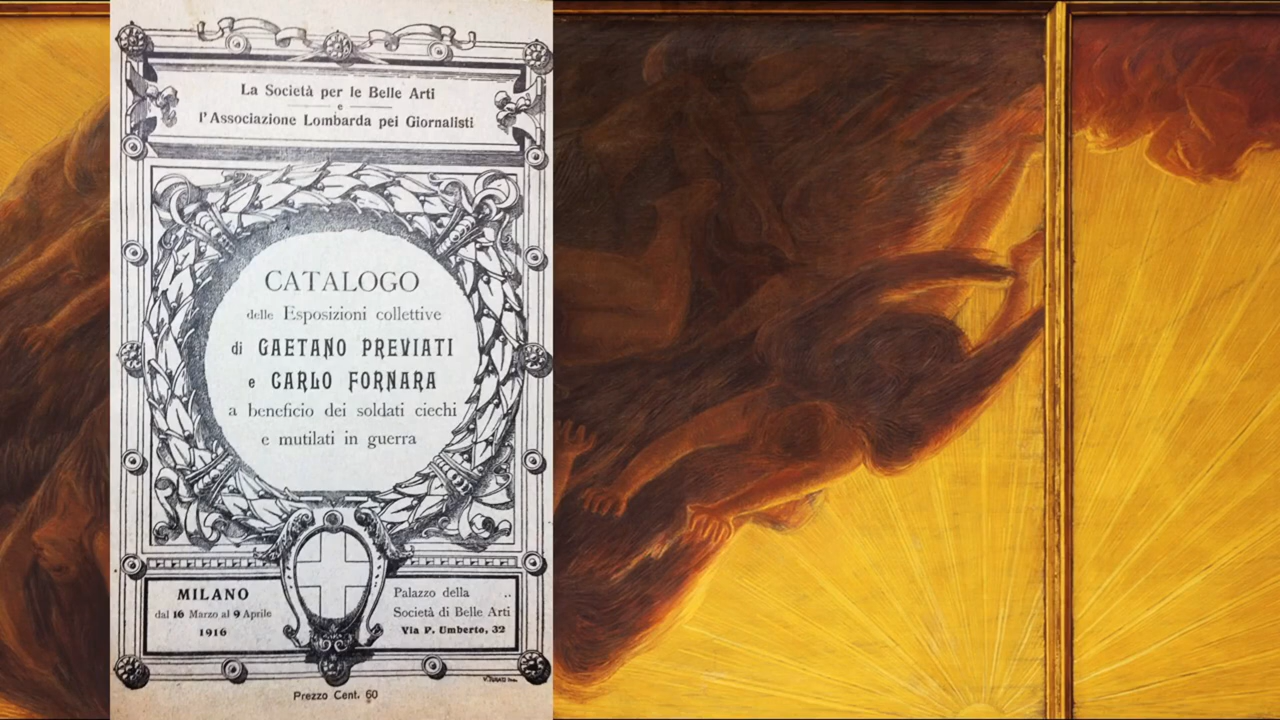 La Società per le Belle Arti
e
l'Associazione Lombarda pei Giornalisti
CATALOGO
delle Esposizioni collettive
di GAETANO PREVIATI
e CARLO FORNARA
a beneficio dei soldati ciechi
e mutilati in guerra
MILANO
dal 16 Marzo al 9 Aprile
1916
Palazzo della
Società di Belle Arti
Via P. Umberto, 32
Prezzo Cent. 60